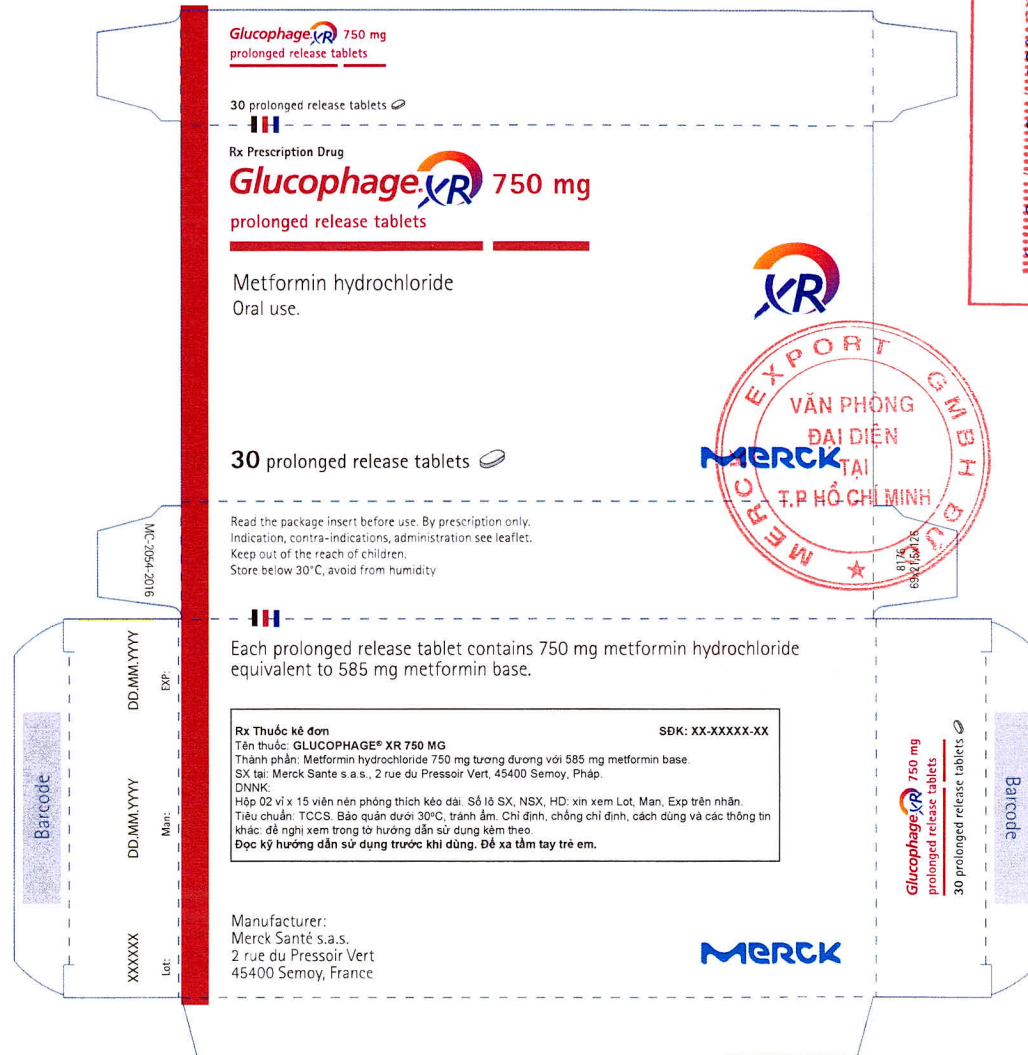 Glucophage® XR 750 mg
prolonged release tablets
30 prolonged release tablets
Rx Prescription Drug
Glucophage® XR 750 mg
prolonged release tablets
Metformin hydrochloride
Oral use.
XR
30 prolonged release tablets
MERCK
MERCK EXPORT GMBH ĐỨC
VĂN PHÒNG
ĐẠI DIỆN
TẠI
T.P HỒ CHÍ MINH
MC-2054-2016
Read the package insert before use. By prescription only.
Indication, contra-indications, administration see leaflet.
Keep out of the reach of children.
Store below 30°C, avoid from humidity
8176
69x21,5x126
Each prolonged release tablet contains 750 mg metformin hydrochloride
equivalent to 585 mg metformin base.
Rx Thuốc kê đơn SĐK: XX-XXXXX-XX
Tên thuốc: GLUCOPHAGE® XR 750 MG
Thành phần: Metformin hydrochloride 750 mg tương đương với 585 mg metformin base.
SX tại: Merck Sante s.a.s., 2 rue du Pressoir Vert, 45400 Semoy, Pháp.
DNNK:
Hộp 02 vỉ x 15 viên nén phóng thích kéo dài. Số lô SX, NSX, HD: xin xem Lot, Man, Exp trên nhãn.
Tiêu chuẩn: TCCS. Bảo quản dưới 30°C, tránh ẩm. Chỉ định, chống chỉ định, cách dùng và các thông tin
khác: đề nghị xem trong tờ hướng dẫn sử dụng kèm theo.
Đọc kỹ hướng dẫn sử dụng trước khi dùng. Để xa tầm tay trẻ em.
Manufacturer:
Merck Santé s.a.s.
2 rue du Pressoir Vert
45400 Semoy, France
MERCK
Barcode
DD.MM.YYYY
EXP:
DD.MM.YYYY
Man:
XXXXXX
Lot:
Glucophage® XR 750 mg
prolonged release tablets
30 prolonged release tablets
Barcode